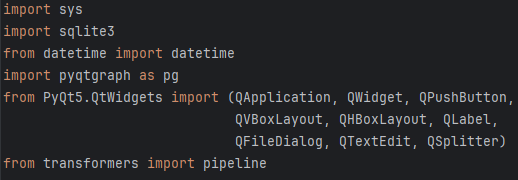 import sys
import sqlite3
from datetime import datetime
import pyqtgraph as pg
from PyQt5.QtWidgets import (QApplication, QWidget, QPushButton,
                             QVBoxLayout, QHBoxLayout, QLabel,
                             QFileDialog, QTextEdit, QSplitter)
from transformers import pipeline